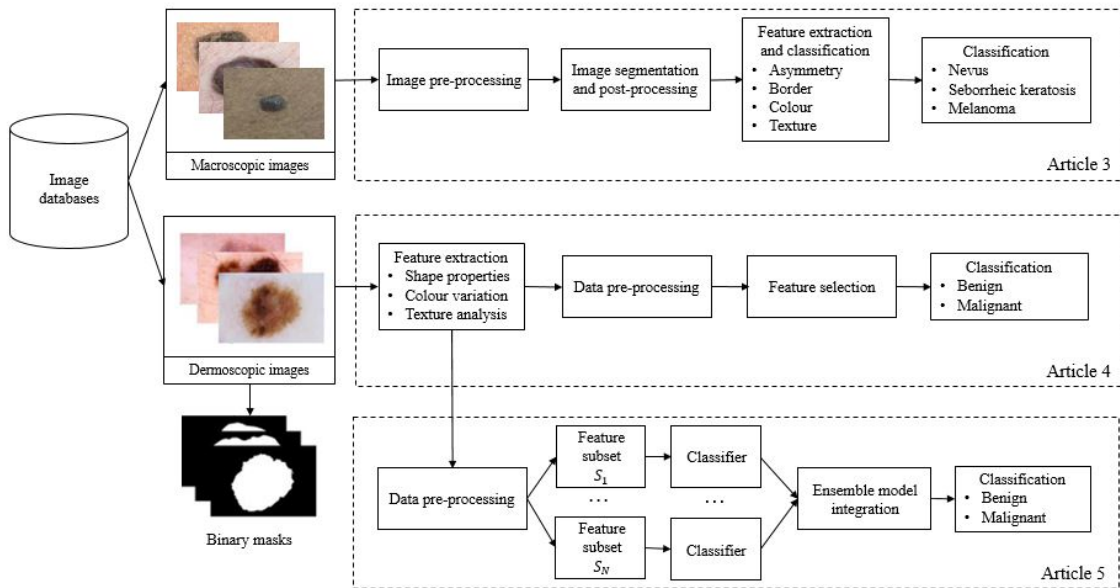 Image
databases
Macroscopic images
Image pre-processing
Image segmentation
and post-processing
Feature extraction
and classification
• Asymmetry
• Border
• Colour
• Texture
Classification
• Nevus
• Seborrheic keratosis
• Melanoma
Article 3
Dermoscopic images
Feature extraction
• Shape properties
• Colour variation
• Texture analysis
Data pre-processing
Feature selection
Classification
• Benign
• Malignant
Article 4
Binary masks
Data pre-processing
Feature
subset
S₁
...
Feature
subset
S_N
Classifier
...
Classifier
Ensemble model
integration
Classification
• Benign
• Malignant
Article 5